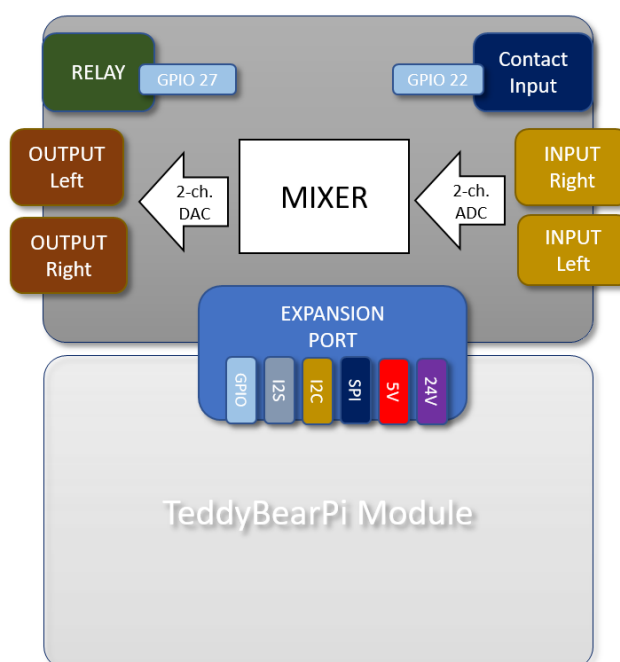 RELAY
GPIO 27
GPIO 22
Contact
Input
OUTPUT
Left
2-ch.
DAC
MIXER
2-ch.
ADC
INPUT
Right
OUTPUT
Right
INPUT
Left
EXPANSION
PORT
GPIO
I2S
I2C
SPI
5V
24V
TeddyBearPi Module